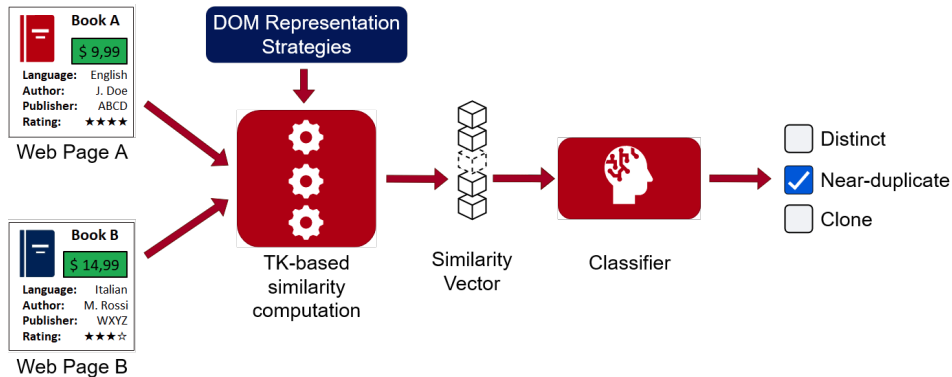 Book A
$ 9,99
Language: English
Author: J. Doe
Publisher: ABCD
Rating: ★★★★
Web Page A
DOM Representation
Strategies
Book B
$ 14,99
Language: Italian
Author: M. Rossi
Publisher: WXYZ
Rating: ★★★☆
Web Page B
TK-based
similarity
computation
Similarity
Vector
Classifier
Distinct
Near-duplicate
Clone